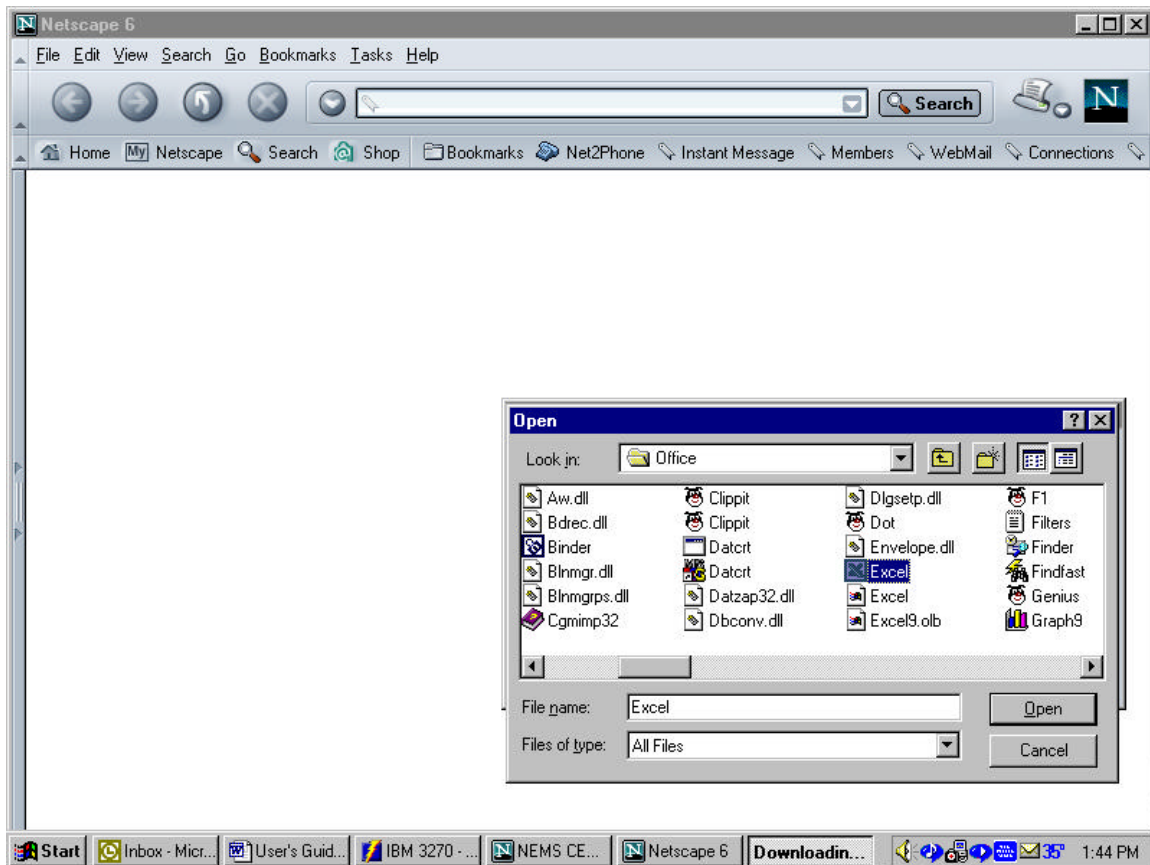 N Netscape 6
File Edit View Search Go Bookmarks Tasks Help
Search N
Home My Netscape Search Shop Bookmarks Net2Phone Instant Message Members WebMail Connections
Open
Look in: Office
Aw.dll Clippit Dlgsetp.dll F1
Bdrec.dll Clippit Dot Filters
Binder Datcrt Envelope.dll Finder
Blnmgr.dll Datcrt Excel Findfast
Blnmgrps.dll Datzap32.dll Excel Genius
Cgmimp32 Dbconv.dll Excel9.olb Graph9
File name: Excel Open
Files of type: All Files Cancel
Start Inbox - Micr... User's Guid... IBM 3270 - ... N NEMS CE... N Netscape 6 Downloadin... 35° 1:44 PM